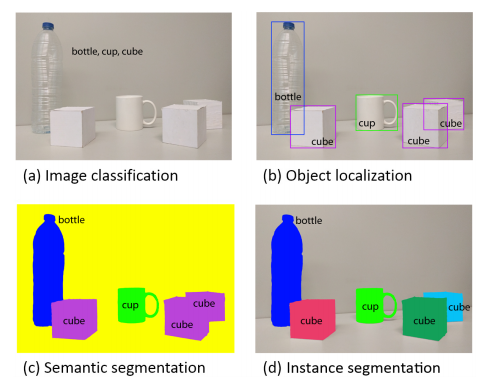 bottle, cup, cube
(a) Image classification
bottle
cube
cup
cube
cube
(b) Object localization
bottle
cube
cup
cube
cube
(c) Semantic segmentation
bottle
cube
cup
cube
cube
(d) Instance segmentation